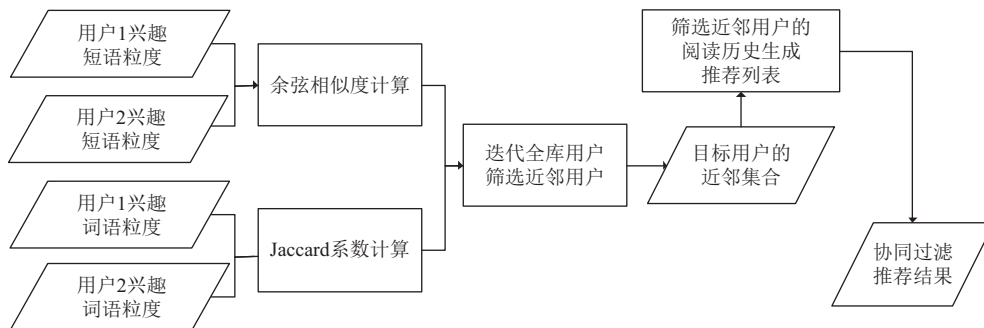 用户1兴趣
短语粒度
用户2兴趣
短语粒度
用户1兴趣
词语粒度
用户2兴趣
词语粒度
余弦相似度计算
Jaccard系数计算
迭代全库用户
筛选近邻用户
目标用户的
近邻集合
筛选近邻用户的
阅读历史生成
推荐列表
协同过滤
推荐结果